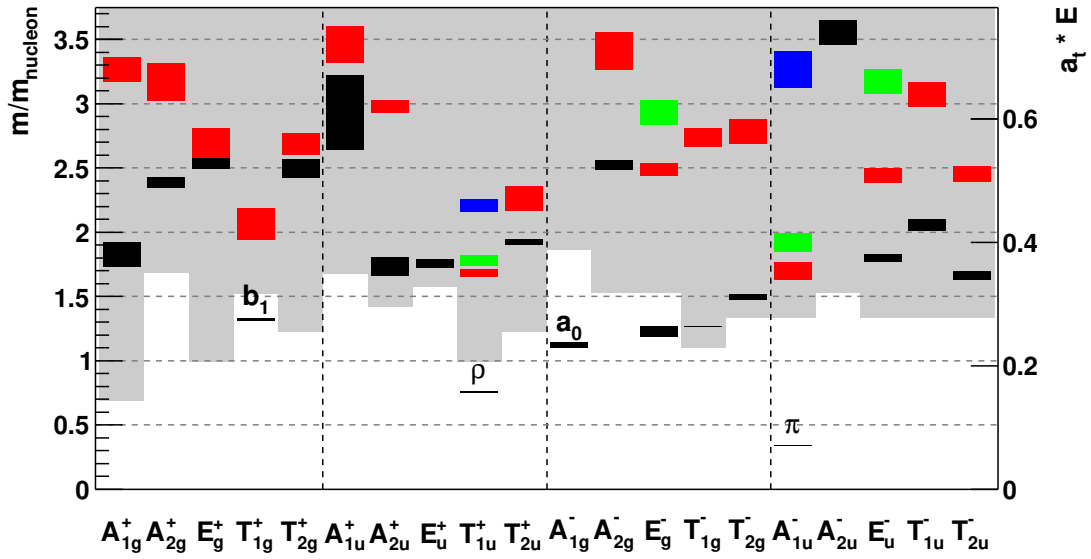 m/m_nucleon
3.5
3
2.5
2
1.5
1
0.5
0
a_t * E
0.6
0.4
0.2
0
b_1
ρ
a_0
π
A^+_1g A^+_2g E^+_g T^+_1g T^+_2g A^+_1u A^+_2u E^+_u T^+_1u T^+_2u A^-_1g A^-_2g E^-_g T^-_1g T^-_2g A^-_1u A^-_2u E^-_u T^-_1u T^-_2u